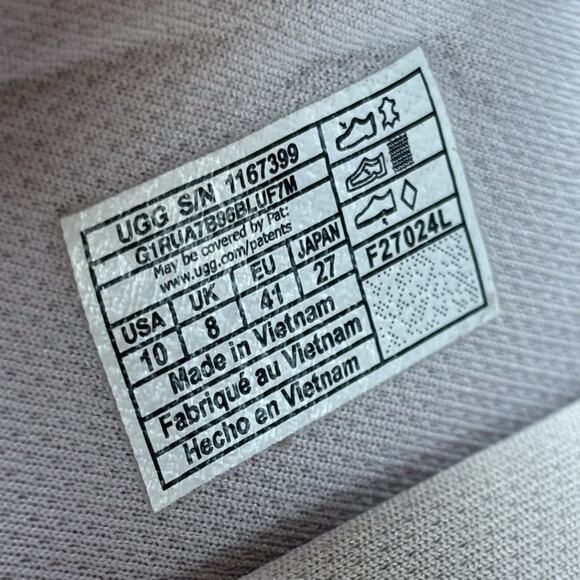 UGG S/N 1167399
G1RUA7B96BLUF7M
May be covered by Pat:
www.ugg.com/patents
USA UK EU JAPAN
10 8 41 27
Made in Vietnam
Fabriqué au Vietnam
Hecho en Vietnam
F27024L